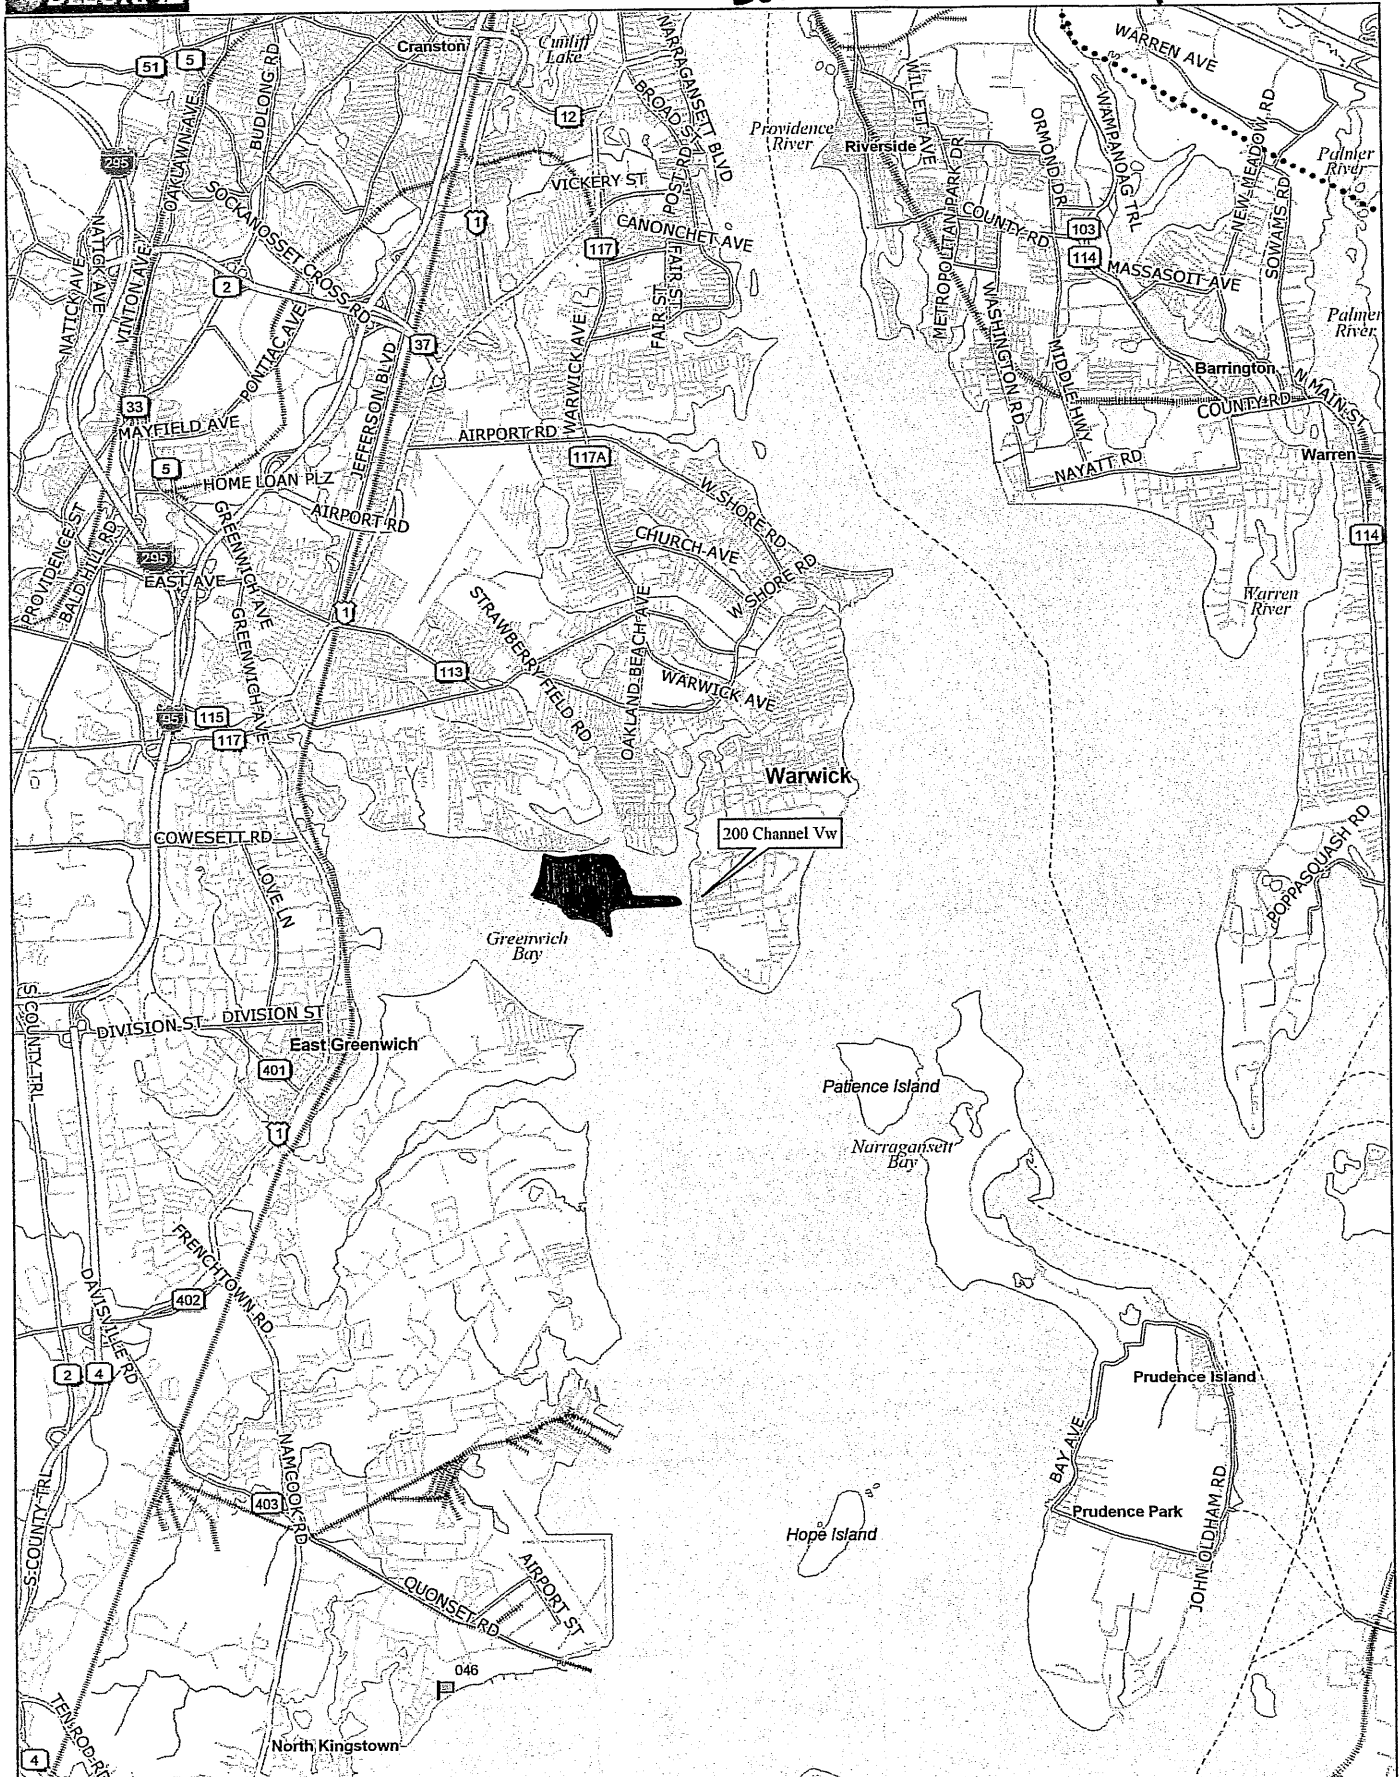 Cranston
Cunliff
Lake
NARRAGANSETT BLVD
WARREN AVE
51
5
BUDLONG RD
OAKLAWN AVE
12
BROAD ST
POST RD
Providence
River
Riverside
WILLETT AVE
METROPOLITAN PARK DR
ORMOND DR
WAMPANOAG TRL
NEW MEADOW RD
SOWAMS RD
Palmer
River
295
SOCKANOSSET CROSS RD
VICKERY ST
1
CANONCHET AVE
117
FAIR ST
FAIR ST
COUNTY RD
103
114
MASSASOIT AVE
NATICK AVE
NATICK AVE
VINTON AVE
2
PONTIAC AVE
37
WARWICK AVE
WASHINGTON RD
MIDDLE HWY
Palmer
River
Barrington
N MAIN ST
COUNTY RD
33
MAYFIELD AVE
JEFFERSON BLVD
AIRPORT RD
117A
NAYATT RD
Warren
5
HOME LOAN PLZ
AIRPORT RD
W SHORE RD
114
PROVIDENCE ST
BALD HILL RD
GREENWICH AVE
CHURCH AVE
295
EAST AVE
W SHORE RD
Warren
River
1
STRAWBERRY FIELD RD
OAKLAND BEACH AVE
GREENWICH AVE
113
WARWICK AVE
95
115
117
Warwick
COWESETT RD
200 Channel Vw
POPPASQUASH RD
LOVE LN
Greenwich
Bay
S COUNTY TRL
DIVISION ST
DIVISION ST
East Greenwich
401
Patience Island
1
Narragansett
Bay
FRENCHTOWN RD
DAVISVILLE RD
402
2
4
Prudence Island
BAY AVE
NAMCOOK RD
S COUNTY TRL
403
Prudence Park
Hope Island
JOHN OLDHAM RD
QUONSET RD
AIRPORT ST
046
TEN ROD RD
North Kingstown
4